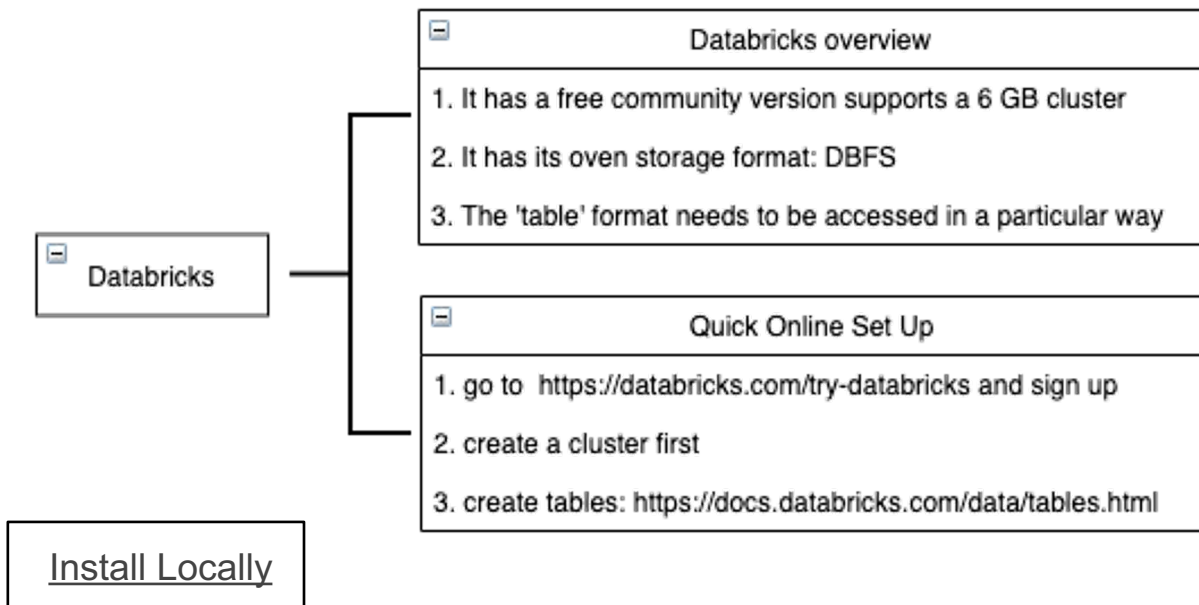 Databricks overview
1. It has a free community version supports a 6 GB cluster
2. It has its oven storage format: DBFS
3. The 'table' format needs to be accessed in a particular way
Databricks
Quick Online Set Up
1. go to  https://databricks.com/try-databricks and sign up
2. create a cluster first
3. create tables: https://docs.databricks.com/data/tables.html
Install Locally